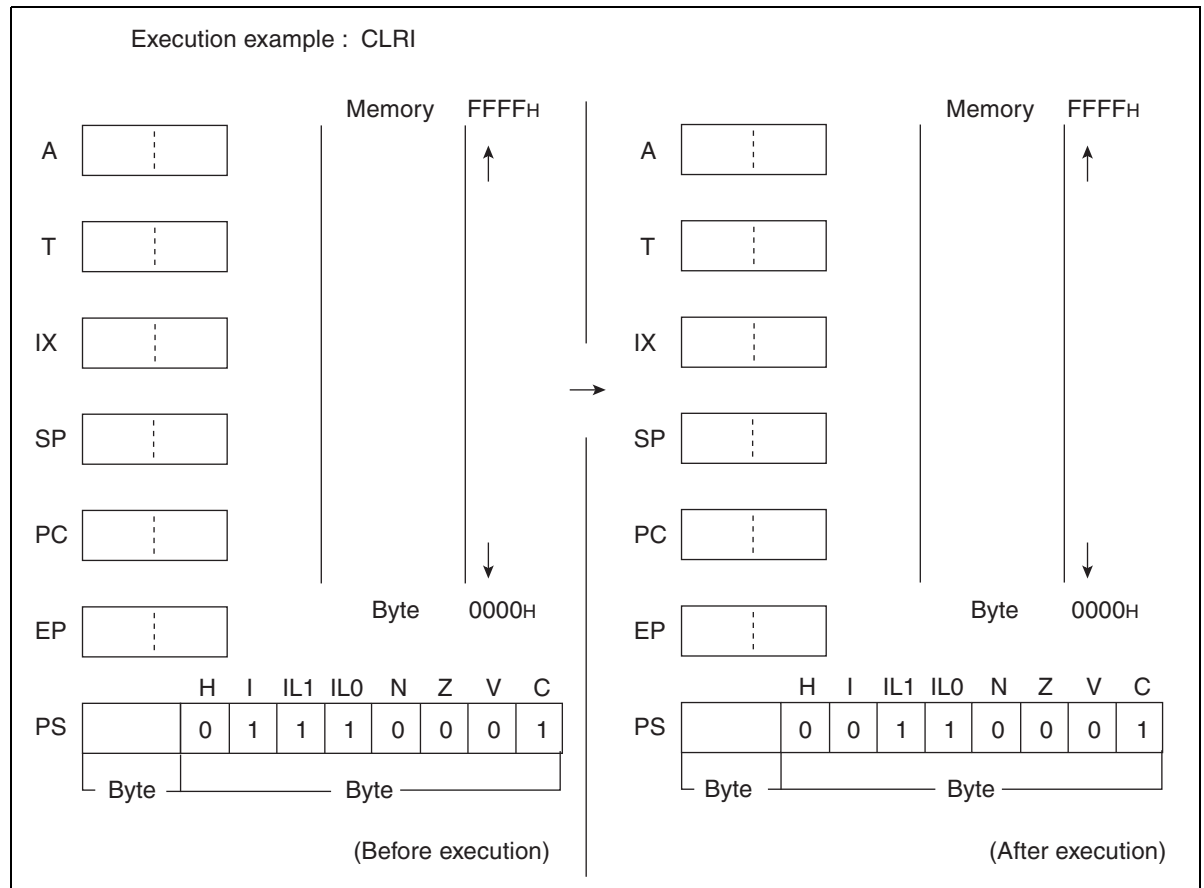 Execution example : CLRI
Memory FFFFH
A
T
IX
SP
PC
EP
Byte 0000H
H I IL1 IL0 N Z V C
PS 0 1 1 1 0 0 0 1
Byte Byte
(Before execution)
Memory FFFFH
A
T
IX
SP
PC
EP
Byte 0000H
H I IL1 IL0 N Z V C
PS 0 0 1 1 0 0 0 1
Byte Byte
(After execution)